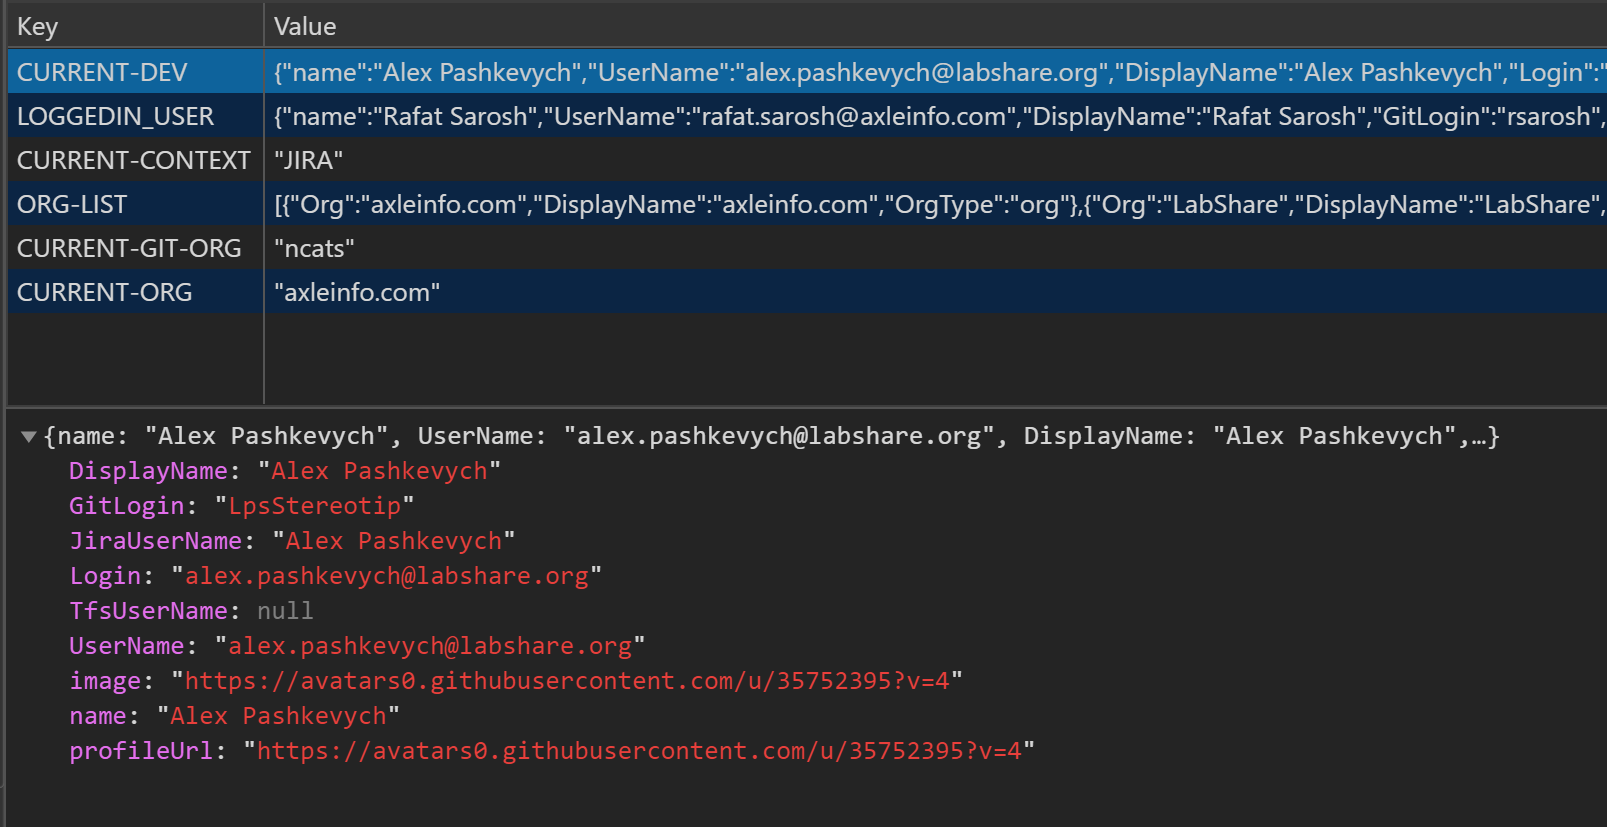 Key Value
CURRENT-DEV {"name":"Alex Pashkevych","UserName":"alex.pashkevych@labshare.org","DisplayName":"Alex Pashkevych","Login":"
LOGGEDIN_USER {"name":"Rafat Sarosh","UserName":"rafat.sarosh@axleinfo.com","DisplayName":"Rafat Sarosh","GitLogin":"rsarosh",
CURRENT-CONTEXT "JIRA"
ORG-LIST [{"Org":"axleinfo.com","DisplayName":"axleinfo.com","OrgType":"org"},{"Org":"LabShare","DisplayName":"LabShare",
CURRENT-GIT-ORG "ncats"
CURRENT-ORG "axleinfo.com"
{name: "Alex Pashkevych", UserName: "alex.pashkevych@labshare.org", DisplayName: "Alex Pashkevych",…}
DisplayName: "Alex Pashkevych"
GitLogin: "LpsStereotip"
JiraUserName: "Alex Pashkevych"
Login: "alex.pashkevych@labshare.org"
TfsUserName: null
UserName: "alex.pashkevych@labshare.org"
image: "https://avatars0.githubusercontent.com/u/35752395?v=4"
name: "Alex Pashkevych"
profileUrl: "https://avatars0.githubusercontent.com/u/35752395?v=4"